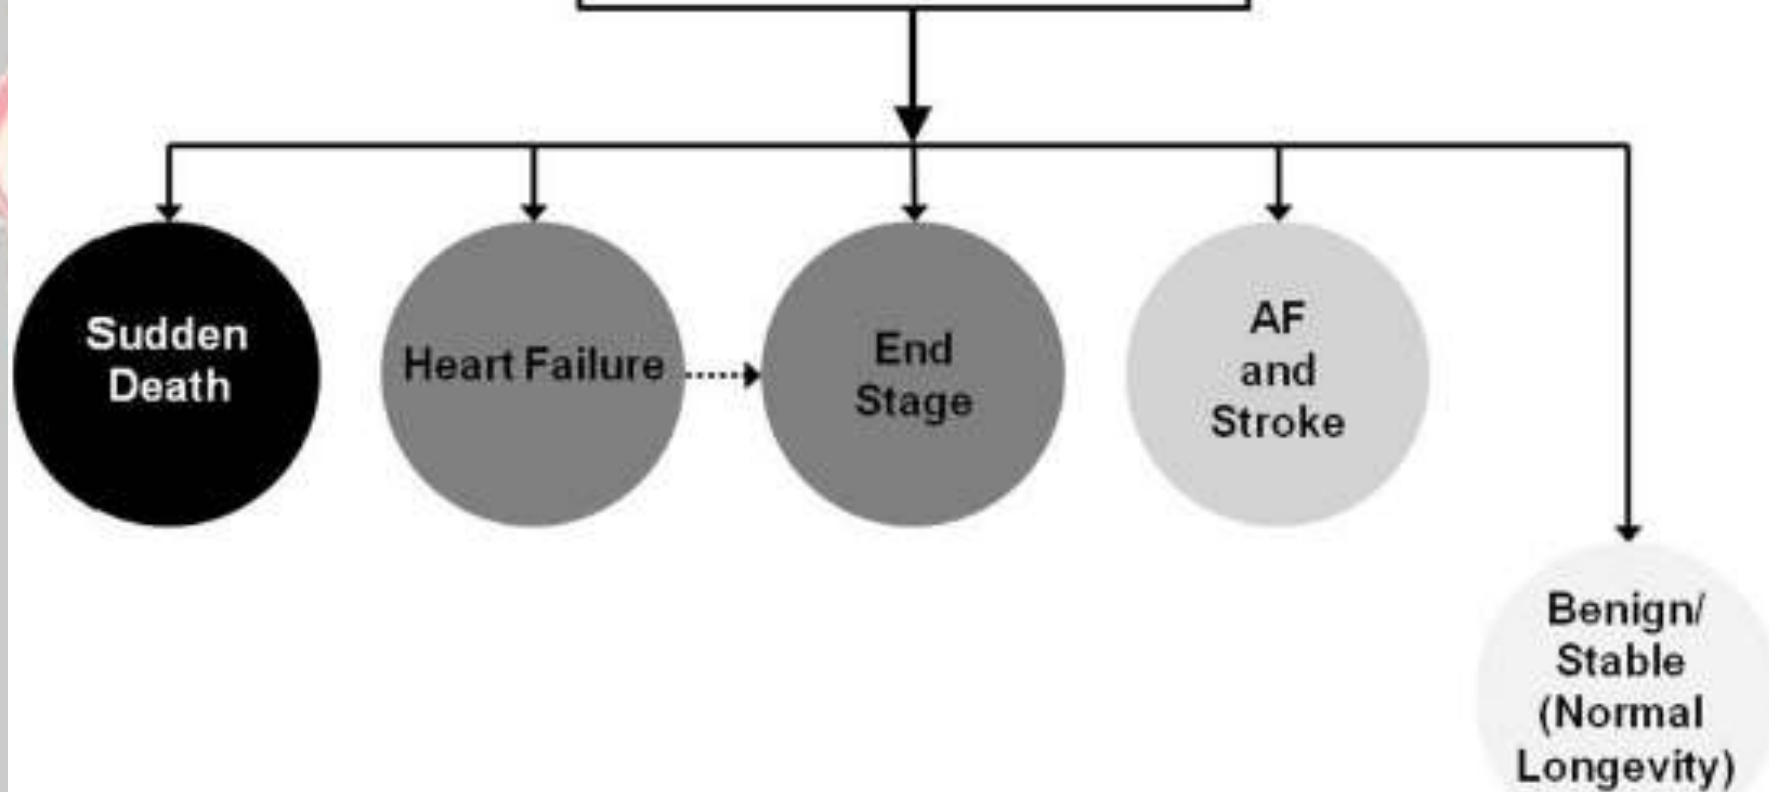 Sudden
Death
Heart Failure
End
Stage
AF
and
Stroke
Benign/
Stable
(Normal
Longevity)